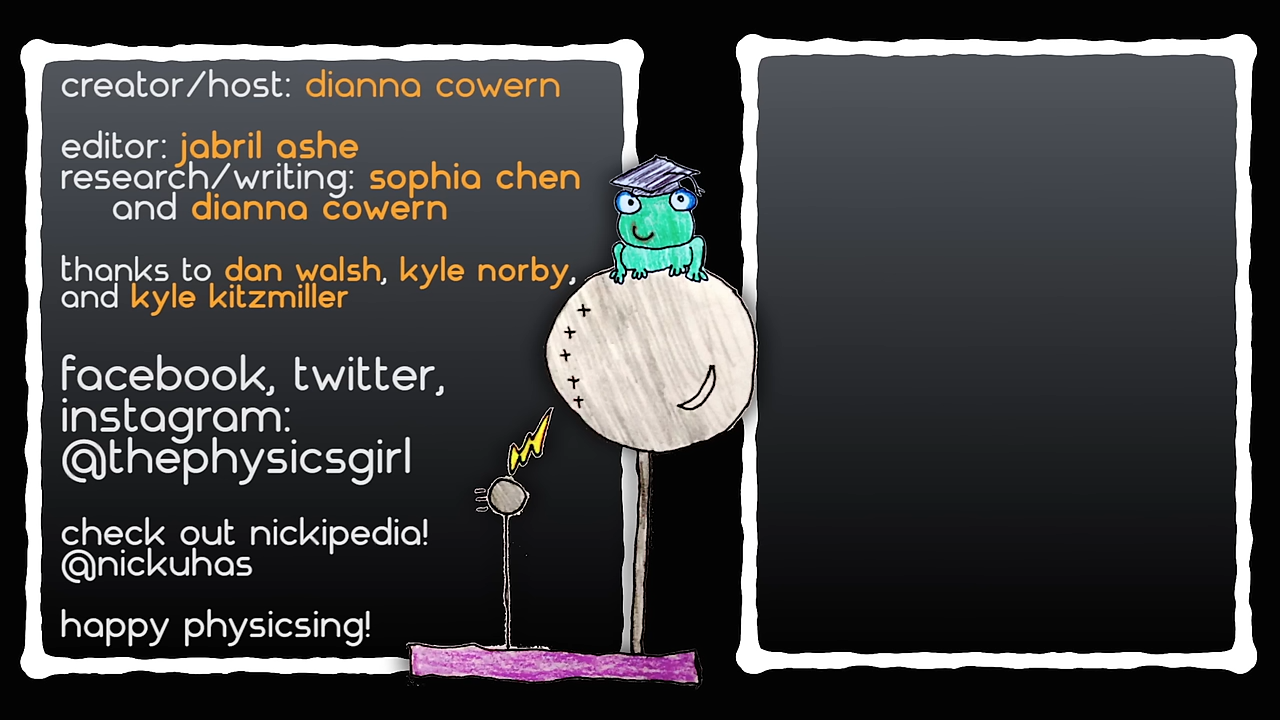 creator/host: dianna cowern
editor: jabril ashe
research/writing: sophia chen
and dianna cowern
thanks to dan walsh, kyle norby,
and kyle kitzmiller
facebook, twitter,
instagram:
@thephysicsgirl
check out nickipedia!
@nickuhas
happy physicsing!
+
+
+
+
+